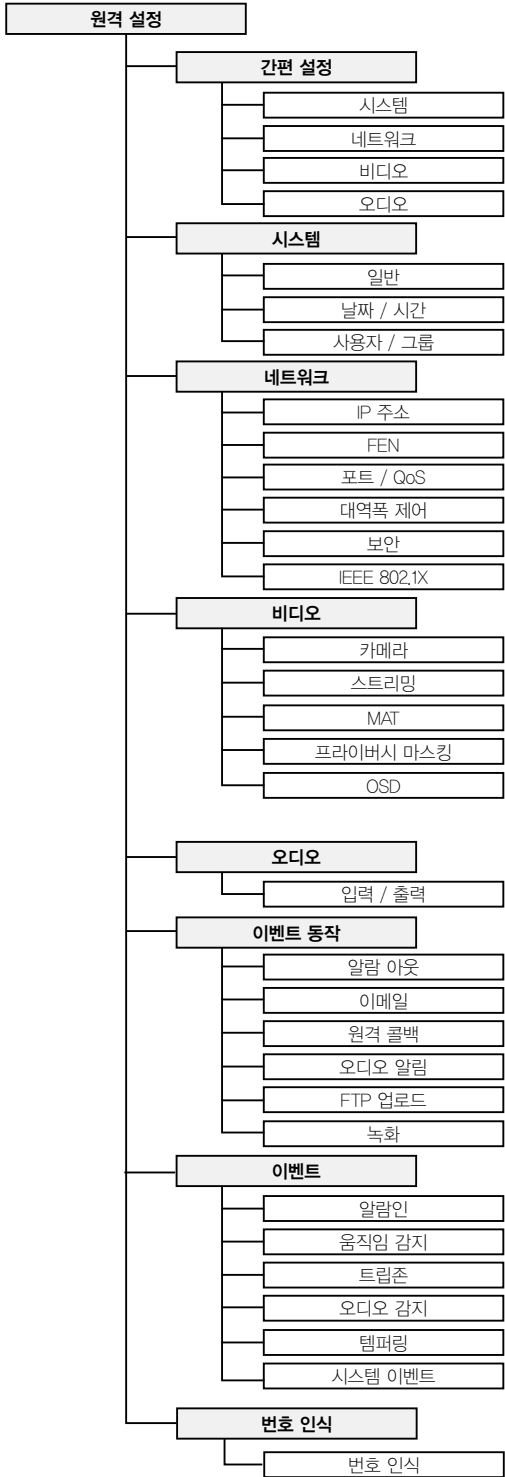 원격 설정
간편 설정
시스템
네트워크
비디오
오디오
시스템
일반
날짜 / 시간
사용자 / 그룹
네트워크
IP 주소
FEN
포트 / QoS
대역폭 제어
보안
IEEE 802.1X
비디오
카메라
스트리밍
MAT
프라이버시 마스킹
OSD
오디오
입력 / 출력
이벤트 동작
알람 아웃
이메일
원격 콜백
오디오 알림
FTP 업로드
녹화
이벤트
알람인
움직임 감지
트립존
오디오 감지
템퍼링
시스템 이벤트
번호 인식
번호 인식